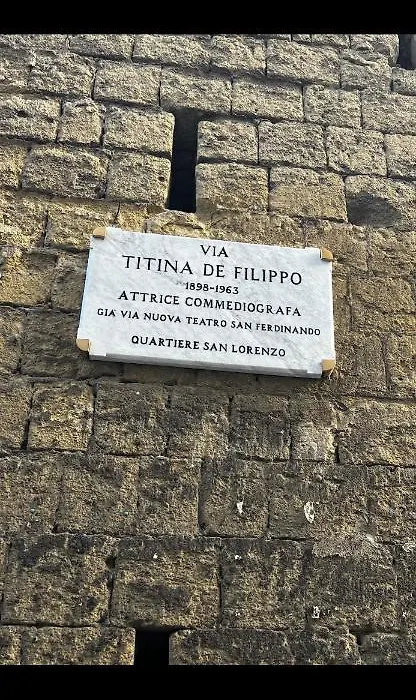 VIA
TITINA DE FILIPPO
1898-1963
ATTRICE COMMEDIOGRAFA
GIÀ VIA NUOVA TEATRO SAN FERDINANDO
QUARTIERE SAN LORENZO